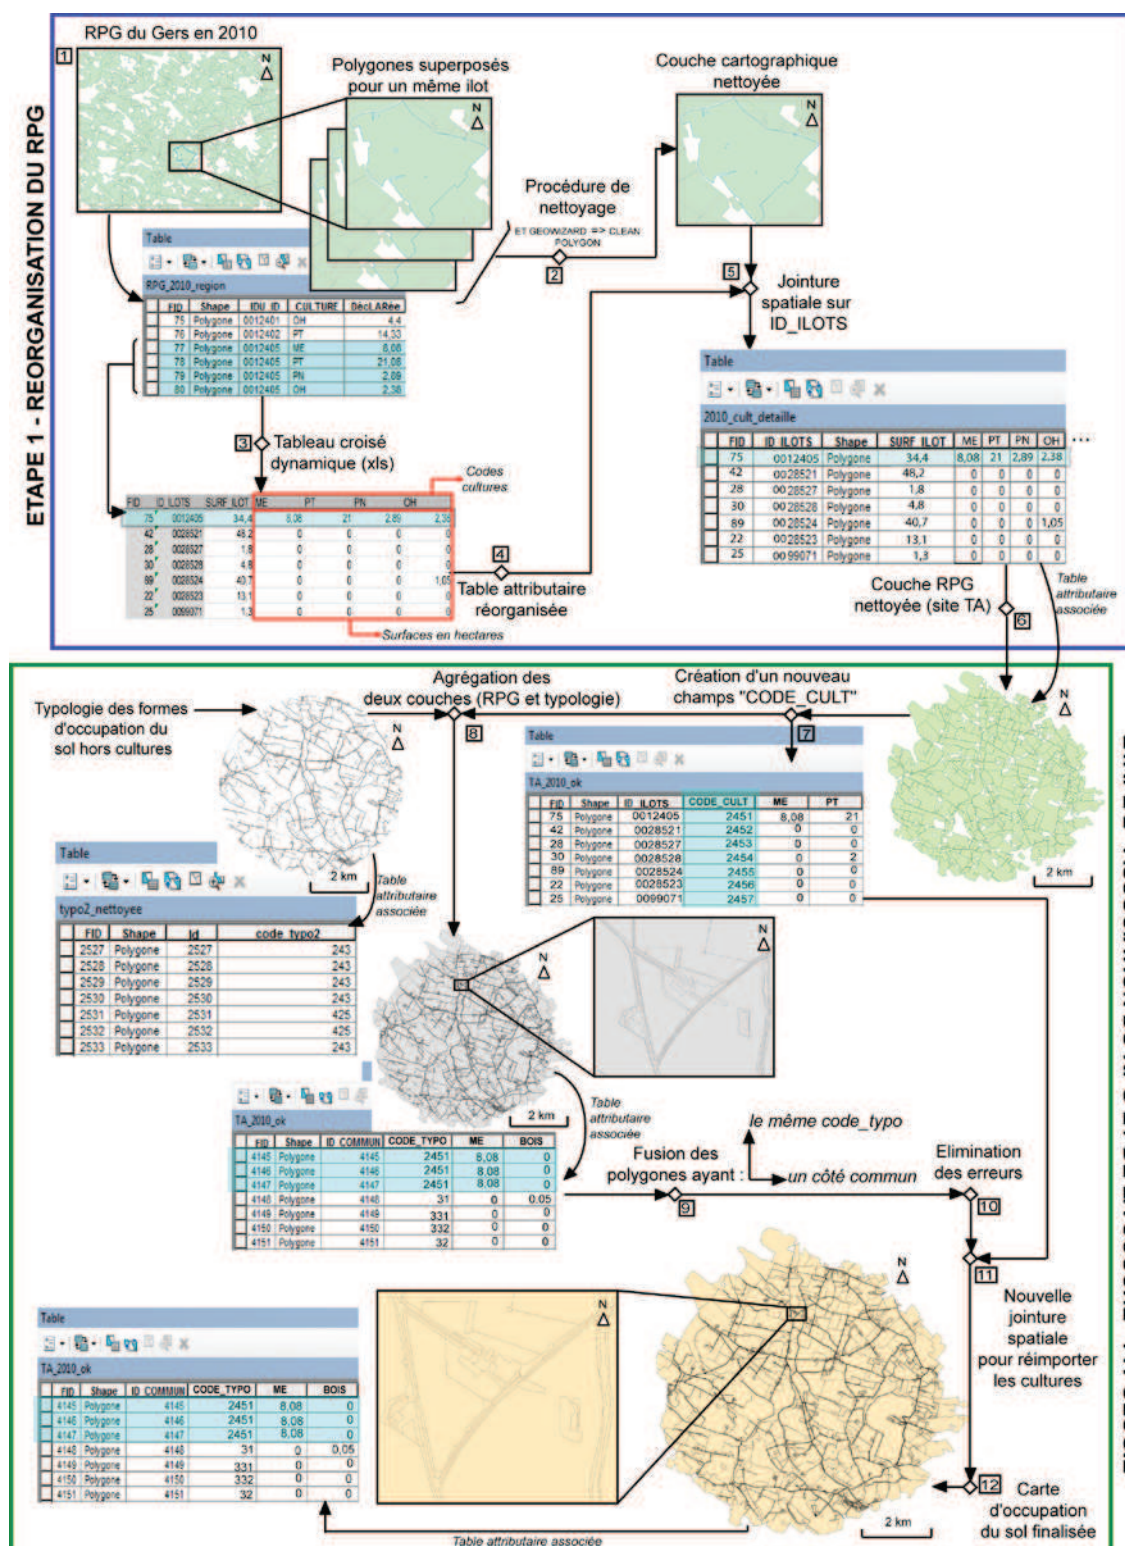 ETAPE 1 - REORGANISATION DU RPG
RPG du Gers en 2010
1
N
Polygones superposés
pour un même ilot
N
Couche cartographique
nettoyée
N
Procédure de
nettoyage
ET GEOWIZARD => CLEAN
POLYGON
2
Table
RPG_2010_region
FID Shape IDU_ID CULTURE DècLARée
75 Polygone 0012401 OH 4,4
76 Polygone 0012402 PT 14,33
77 Polygone 0012405 ME 8,08
78 Polygone 0012405 PT 21,08
79 Polygone 0012405 PN 2,89
80 Polygone 0012405 OH 2,38
3
Tableau croisé
dynamique (xls)
Codes
cultures
FID ID_ILOTS SURF_ILOT ME PT PN OH
75 0012405 34,4 8,08 21 2,89 2,38
42 0028521 48,2 0 0 0 0
28 0028527 1,8 0 0 0 0
30 0028528 4,8 0 0 0 0
89 0028524 40,7 0 0 0 1,05
22 0028523 13,1 0 0 0 0
25 0099071 1,3 0 0 0 0
Surfaces en hectares
4
Table attributaire
réorganisée
5
Jointure
spatiale sur
ID_ILOTS
Table
2010_cult_detaille
FID ID_ILOTS Shape SURF_ILOT ME PT PN OH ...
75 0012405 Polygone 34,4 8,08 21 2,89 2,38
42 0028521 Polygone 48,2 0 0 0 0
28 0028527 Polygone 1,8 0 0 0 0
30 0028528 Polygone 4,8 0 0 0 0
89 0028524 Polygone 40,7 0 0 0 1,05
22 0028523 Polygone 13,1 0 0 0 0
25 0099071 Polygone 1,3 0 0 0 0
Couche RPG
nettoyée (site TA)
6
Table
attributaire
associée
Typologie des formes
d'occupation du
sol hors cultures
N
2 km
Agrégation des
deux couches (RPG et typologie)
8
Création d'un nouveau
champs "CODE_CULT"
7
N
2 km
Table
TA_2010_ok
FID Shape ID_ILOTS CODE_CULT ME PT
75 Polygone 0012405 2451 8,08 21
42 Polygone 0028521 2452 0 0
28 Polygone 0028527 2453 0 0
30 Polygone 0028528 2454 0 2
89 Polygone 0028524 2455 0 0
22 Polygone 0028523 2456 0 0
25 Polygone 0099071 2457 0 0
Table
attributaire
associée
Table
typo2_nettoyee
FID Shape Id code_typo2
2527 Polygone 2527 243
2528 Polygone 2528 243
2529 Polygone 2529 243
2530 Polygone 2530 243
2531 Polygone 2531 425
2532 Polygone 2532 425
2533 Polygone 2533 243
N
2 km
N
Table
attributaire
associée
TA_2010_ok
FID Shape ID_COMMUN CODE_TYPO ME BOIS
4145 Polygone 4145 2451 8,08 0
4146 Polygone 4146 2451 8,08 0
4147 Polygone 4147 2451 8,08 0
4148 Polygone 4148 31 0 0.05
4149 Polygone 4149 331 0 0
4150 Polygone 4150 332 0 0
4151 Polygone 4151 32 0 0
le même code_typo
Fusion des
polygones ayant :
un côté commun
9
Elimination
des erreurs
10
11
Nouvelle
jointure
spatiale
pour réimporter
les cultures
12
Carte
d'occupation
du sol finalisée
N
2 km
N
Table
TA_2010_ok
FID Shape ID_COMMUN CODE_TYPO ME BOIS
4145 Polygone 4145 2451 8,08 0
4146 Polygone 4146 2451 8,08 0
4147 Polygone 4147 2451 8,08 0
4148 Polygone 4148 31 0 0,05
4149 Polygone 4149 331 0 0
4150 Polygone 4150 332 0 0
4151 Polygone 4151 32 0 0
Table attributaire associée